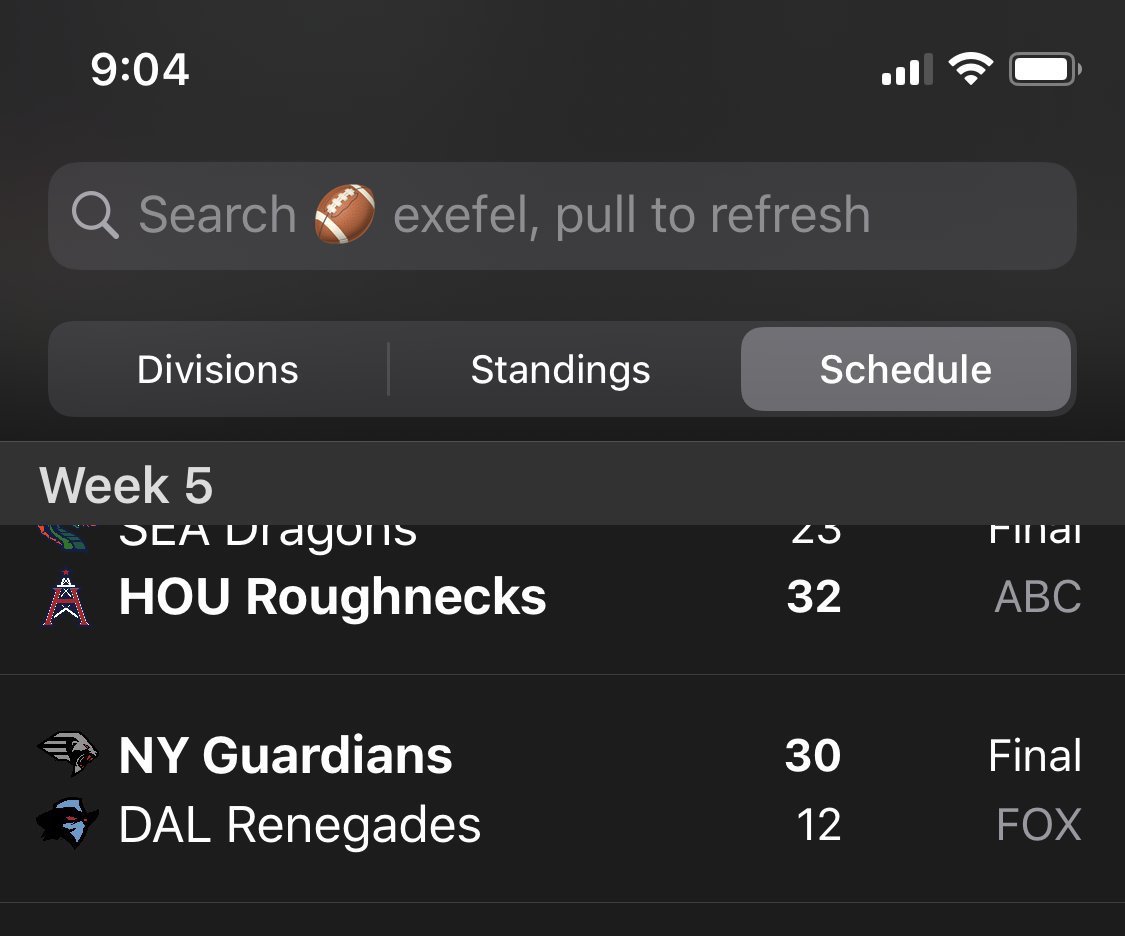 9:04
Search 🏈 exefel, pull to refresh
Divisions Standings Schedule
Week 5
SEA Dragons 23 Final
HOU Roughnecks 32 ABC
NY Guardians 30 Final
DAL Renegades 12 FOX